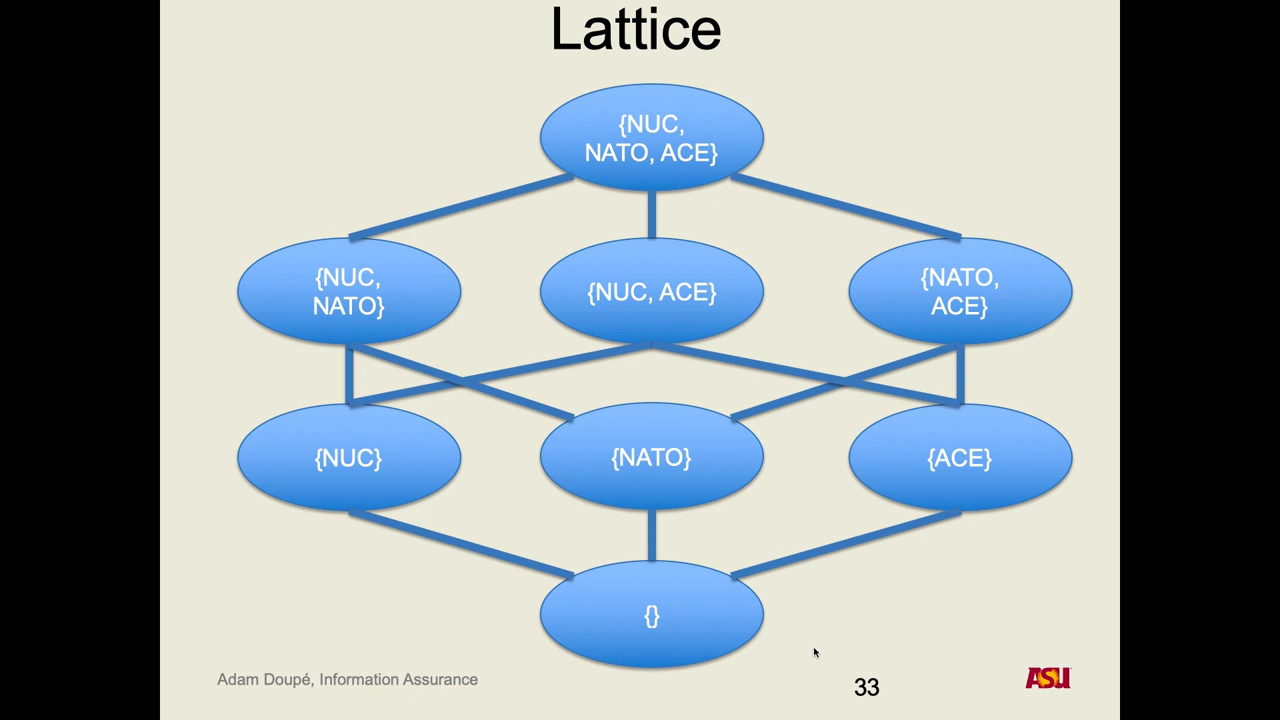 Lattice
{NUC,
NATO, ACE}
{NUC,
NATO}
{NUC, ACE}
{NATO,
ACE}
{NUC}
{NATO}
{ACE}
{}
Adam Doupé, Information Assurance
33
ASU